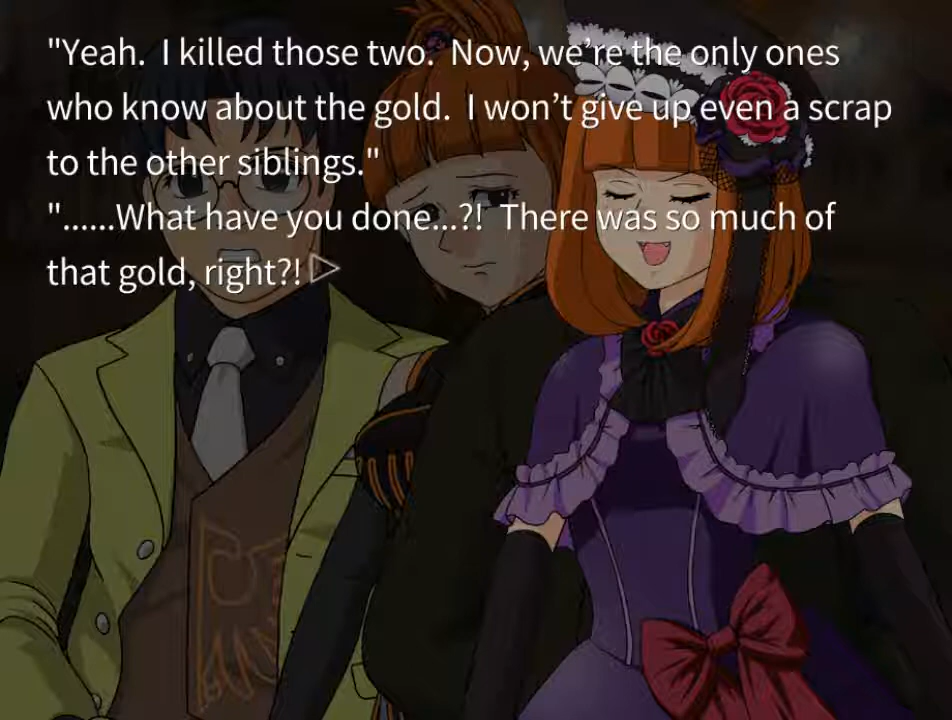 "Yeah.  I killed those two.  Now, we’re the only ones
who know about the gold.  I won’t give up even a scrap
to the other siblings."
"......What have you done...?!  There was so much of
that gold, right?!